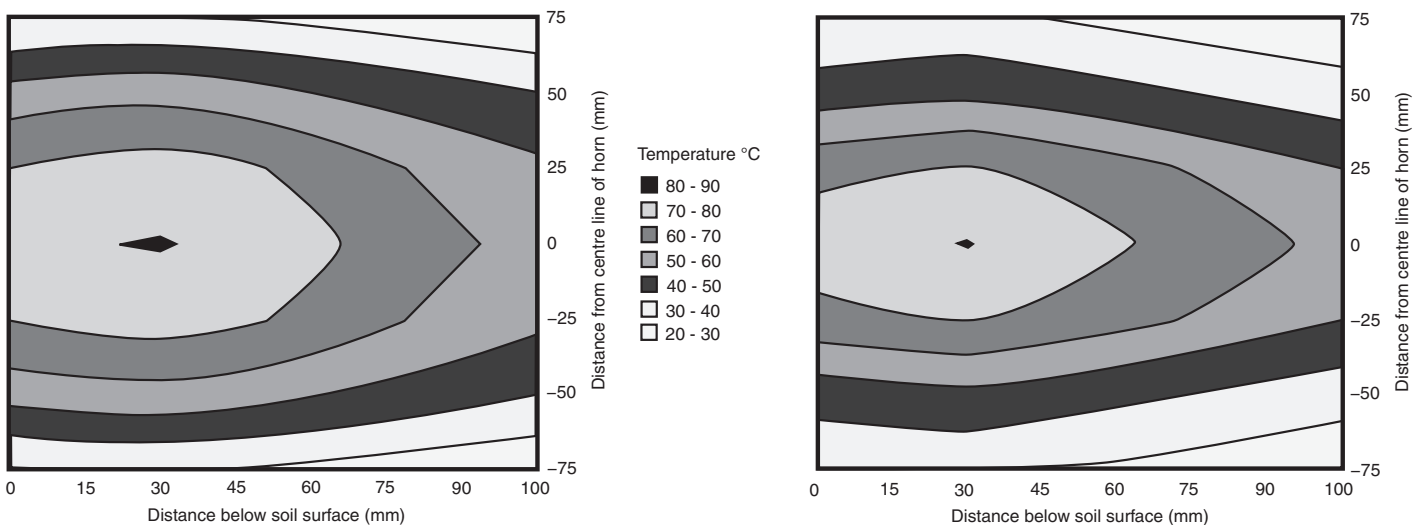 75
50
25
0
−25
−50
−75
Distance from centre line of horn (mm)
0 15 30 45 60 75 90 100
Distance below soil surface (mm)
Temperature °C
80 - 90
70 - 80
60 - 70
50 - 60
40 - 50
30 - 40
20 - 30
75
50
25
0
−25
−50
−75
Distance from centre line of horn (mm)
0 15 30 45 60 75 90 100
Distance below soil surface (mm)